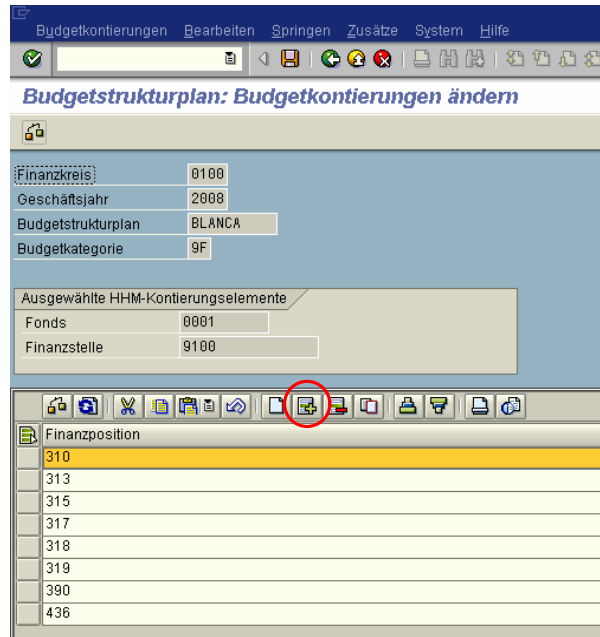 Budgetkontierungen Bearbeiten Springen Zusätze System Hilfe
Budgetstrukturplan: Budgetkontierungen ändern
Finanzkreis 0100
Geschäftsjahr 2008
Budgetstrukturplan BLANCA
Budgetkategorie 9F
Ausgewählte HHM-Kontierungselemente
Fonds 0001
Finanzstelle 9100
Finanzposition
310
313
315
317
318
319
390
436